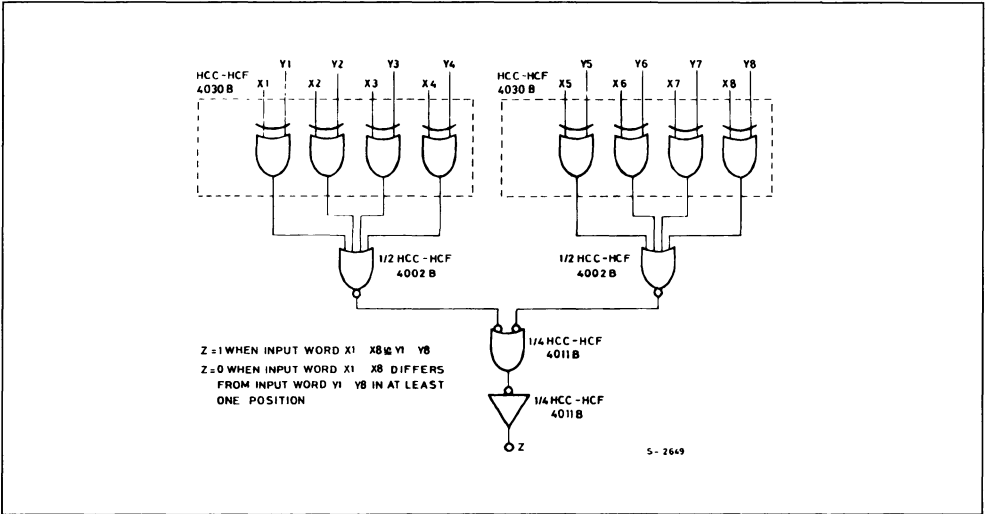 HCC-HCF
4030 B
X1 Y1 X2 Y2 X3 Y3 X4 Y4
HCC-HCF
4030 B
X5 Y5 X6 Y6 X7 Y7 X8 Y8
1/2 HCC-HCF
4002 B
1/2 HCC-HCF
4002 B
1/4 HCC-HCF
4011 B
Z=1 WHEN INPUT WORD X1 X8 Y1 Y8
Z=0 WHEN INPUT WORD X1 X8 DIFFERS
FROM INPUT WORD Y1 Y8 IN AT LEAST
ONE POSITION
1/4 HCC-HCF
4011 B
Z
S-2649